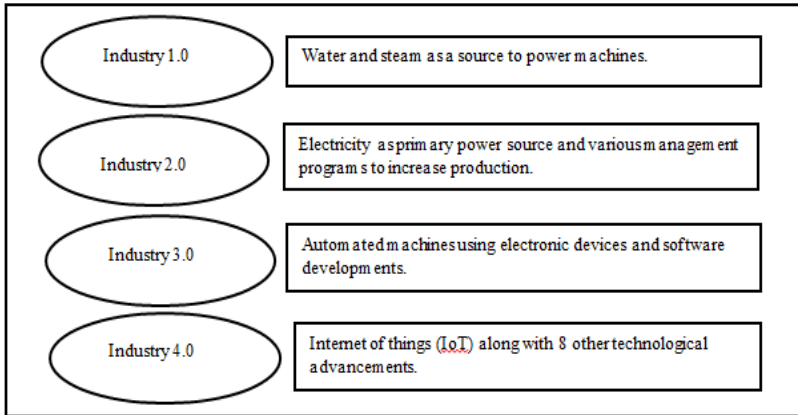 Industry 1.0
Water and steam as a source to power machines.
Industry 2.0
Electricity as primary power source and various management
programs to increase production.
Industry 3.0
Automated machines using electronic devices and software
developments.
Industry 4.0
Internet of things (IoT) along with 8 other technological
advancements.